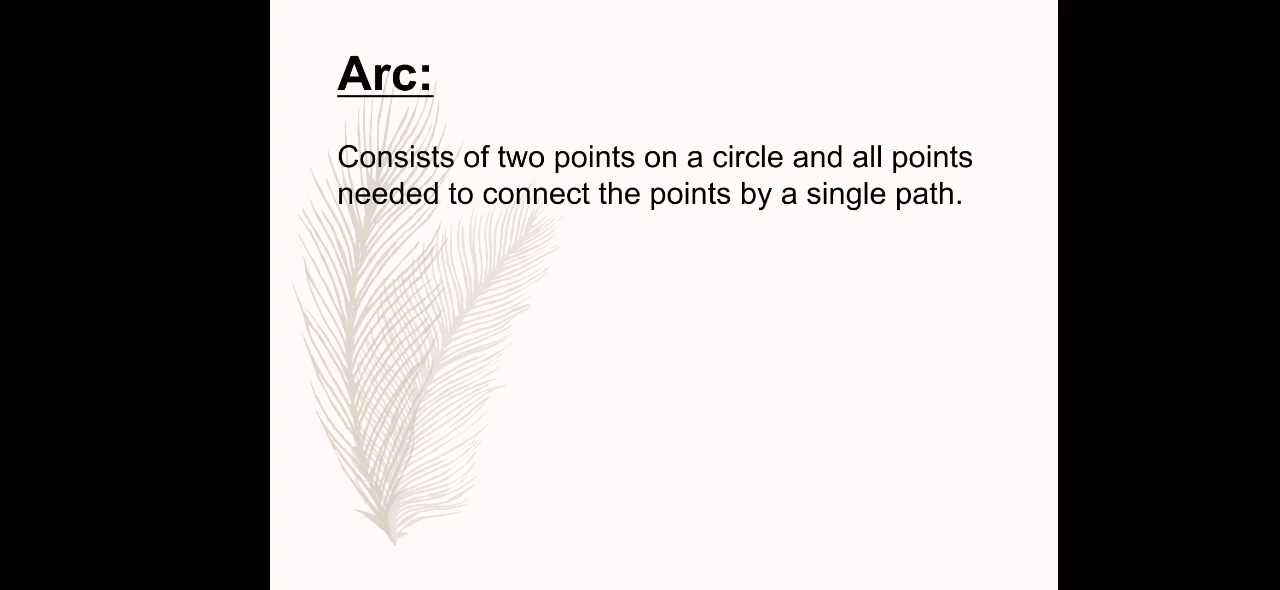 Arc:
Consists of two points on a circle and all points
needed to connect the points by a single path.